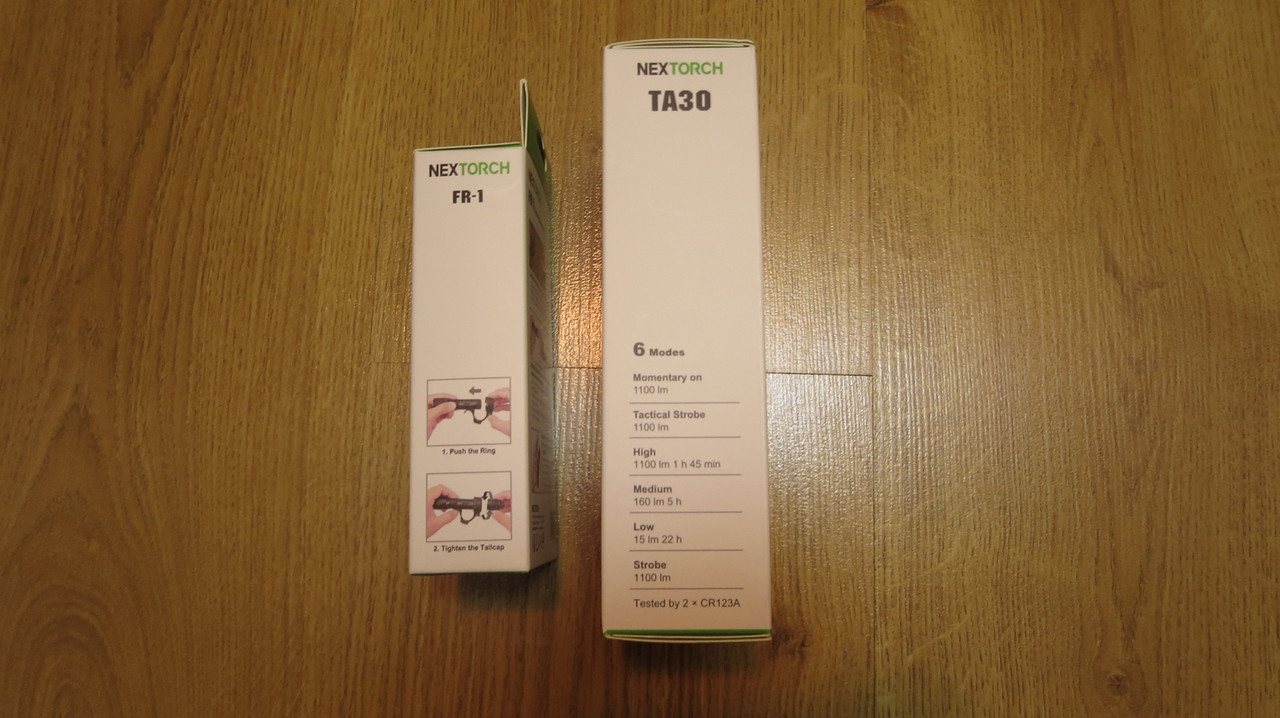 NEXTORCH
FR-1
1. Push the Ring
2. Tighten the Tailcap
NEXTORCH
TA30
6 Modes
Momentary on
1100 lm
Tactical Strobe
1100 lm
High
1100 lm 1 h 45 min
Medium
160 lm 5 h
Low
15 lm 22 h
Strobe
1100 lm
Tested by 2 × CR123A